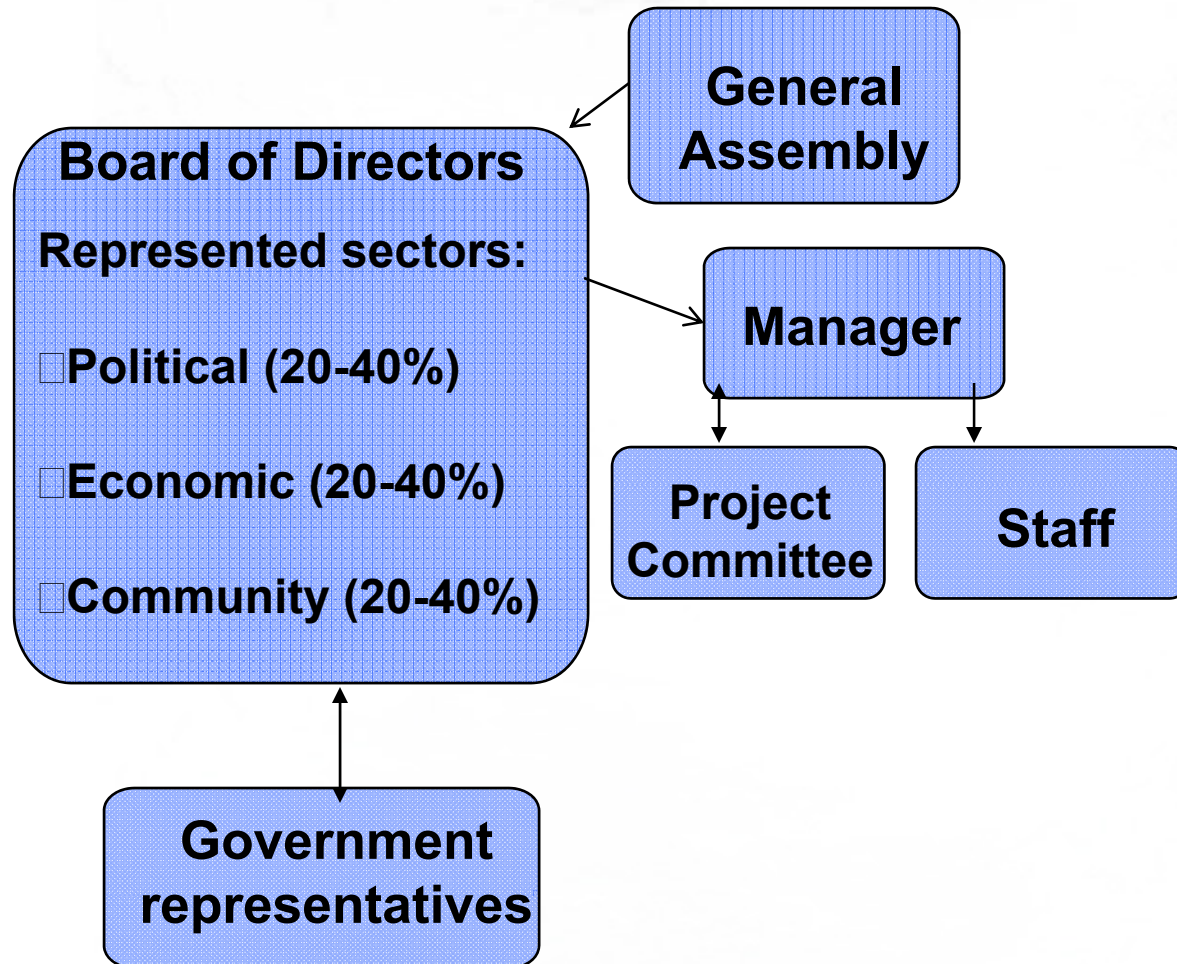 General
Assembly
Board of Directors
Represented sectors:
Political (20-40%)
Economic (20-40%)
Community (20-40%)
Manager
Project
Committee
Staff
Government
representatives